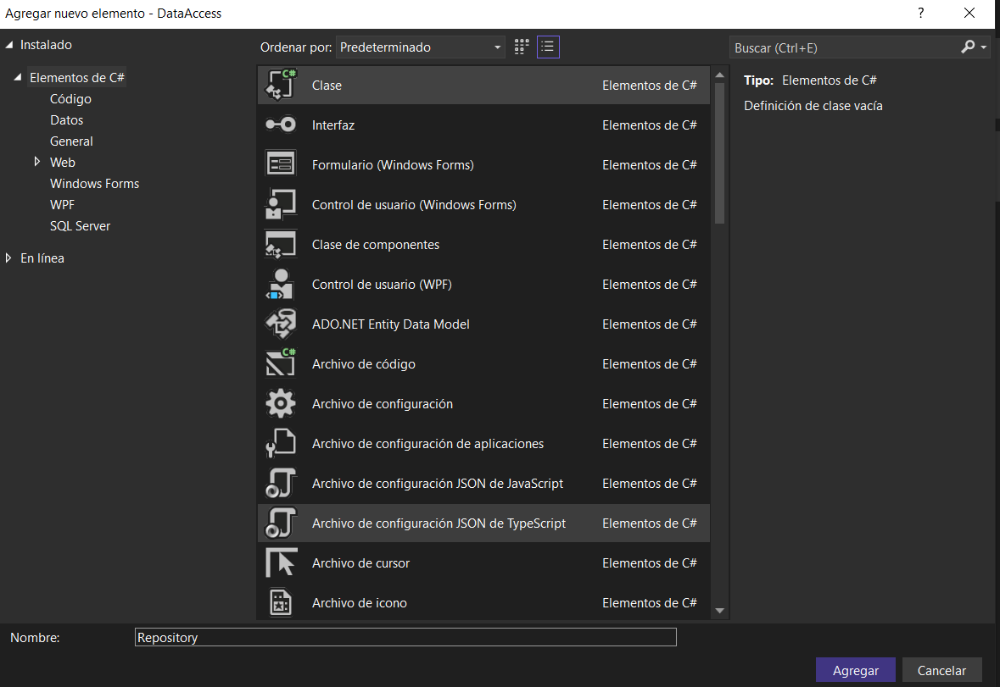 Agregar nuevo elemento - DataAccess
?
Instalado
Ordenar por: Predeterminado
Buscar (Ctrl+E)
Elementos de C#
Código
Datos
General
Web
Windows Forms
WPF
SQL Server
En línea
C# Clase Elementos de C#
Interfaz Elementos de C#
Formulario (Windows Forms) Elementos de C#
Control de usuario (Windows Forms) Elementos de C#
Clase de componentes Elementos de C#
Control de usuario (WPF) Elementos de C#
ADO.NET Entity Data Model Elementos de C#
C# Archivo de código Elementos de C#
Archivo de configuración Elementos de C#
Archivo de configuración de aplicaciones Elementos de C#
Archivo de configuración JSON de JavaScript Elementos de C#
Archivo de configuración JSON de TypeScript Elementos de C#
Archivo de cursor Elementos de C#
Archivo de icono Elementos de C#
Tipo: Elementos de C#
Definición de clase vacía
Nombre: Repository
Agregar Cancelar